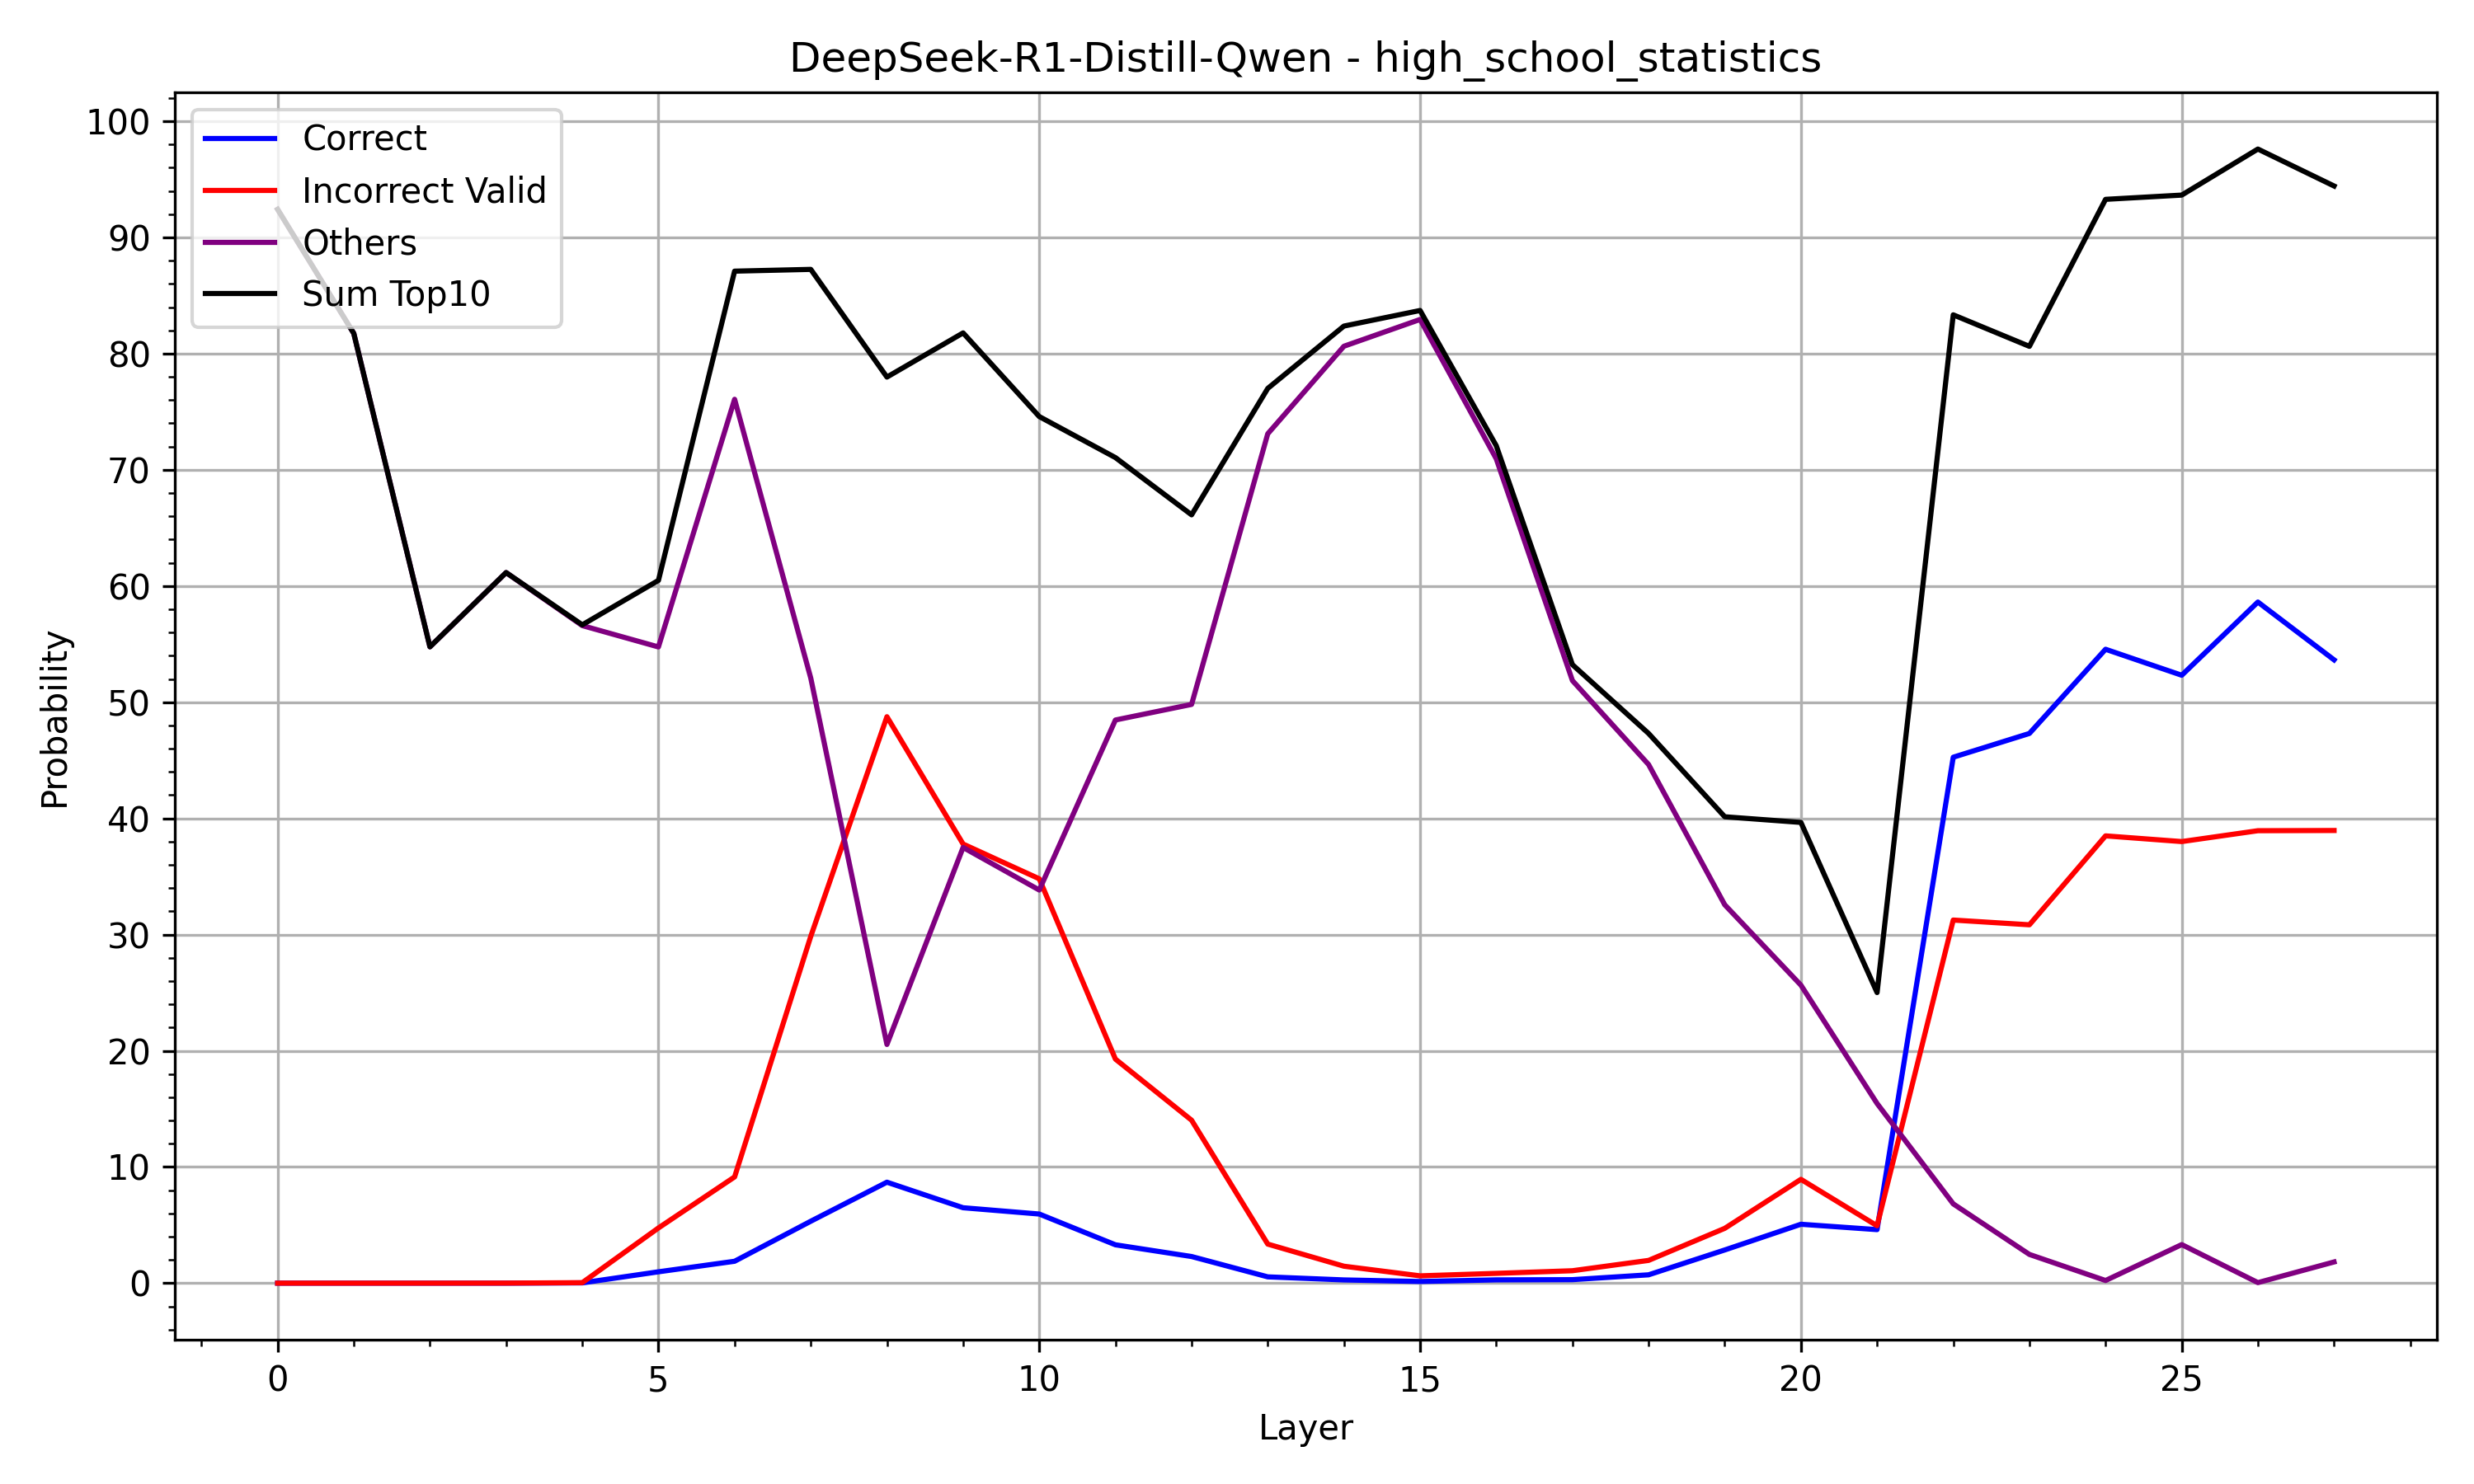 DeepSeek-R1-Distill-Qwen - high_school_statistics
Correct
Incorrect Valid
Others
Sum Top10
Probability
100
90
80
70
60
50
40
30
20
10
0
0 5 10 15 20 25
Layer